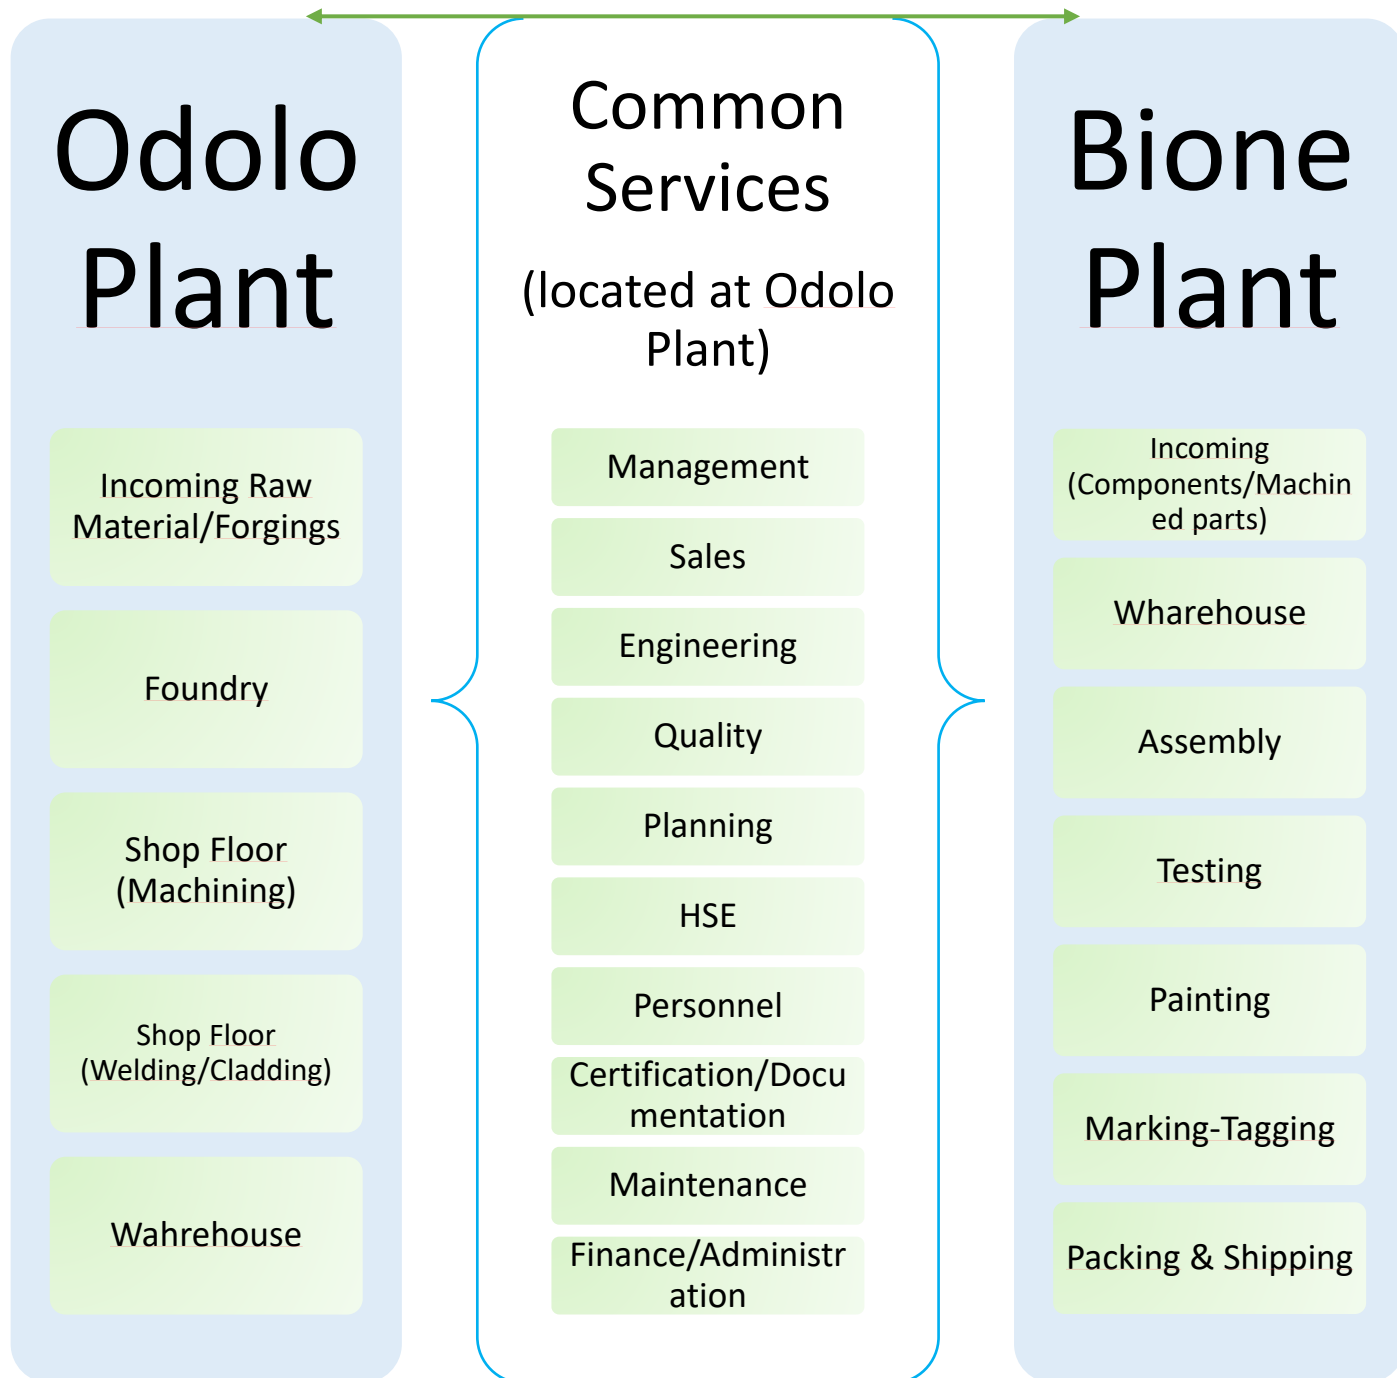 Odolo
Plant
Incoming Raw
Material/Forgings
Foundry
Shop Floor
(Machining)
Shop Floor
(Welding/Cladding)
Wahrehouse
Common
Services
(located at Odolo
Plant)
Management
Sales
Engineering
Quality
Planning
HSE
Personnel
Certification/Docu
mentation
Maintenance
Finance/Administr
ation
Bione
Plant
Incoming
(Components/Machin
ed parts)
Wharehouse
Assembly
Testing
Painting
Marking-Tagging
Packing & Shipping